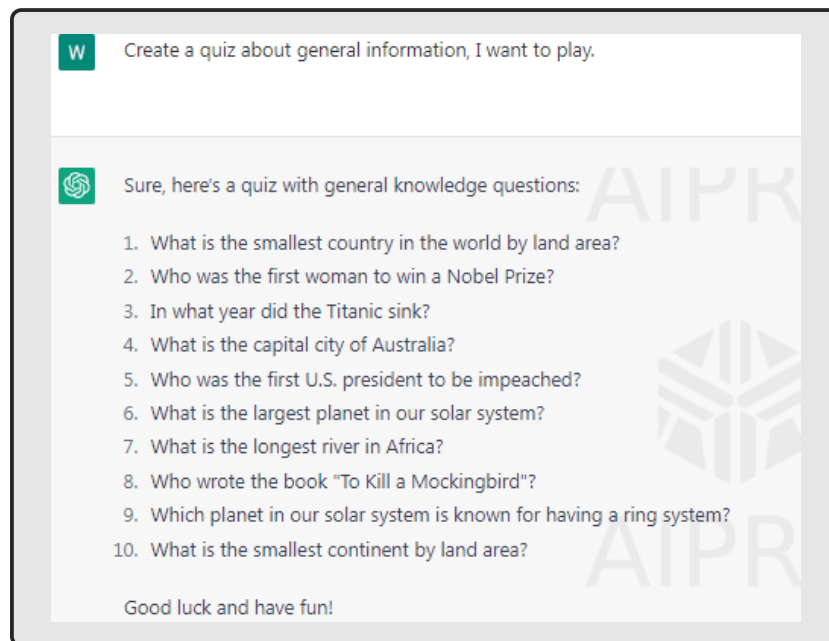 W
Create a quiz about general information, I want to play.
Sure, here's a quiz with general knowledge questions:
AIPR
1. What is the smallest country in the world by land area?
2. Who was the first woman to win a Nobel Prize?
3. In what year did the Titanic sink?
4. What is the capital city of Australia?
5. Who was the first U.S. president to be impeached?
6. What is the largest planet in our solar system?
7. What is the longest river in Africa?
8. Who wrote the book "To Kill a Mockingbird"?
9. Which planet in our solar system is known for having a ring system?
10. What is the smallest continent by land area?
AIPR
Good luck and have fun!